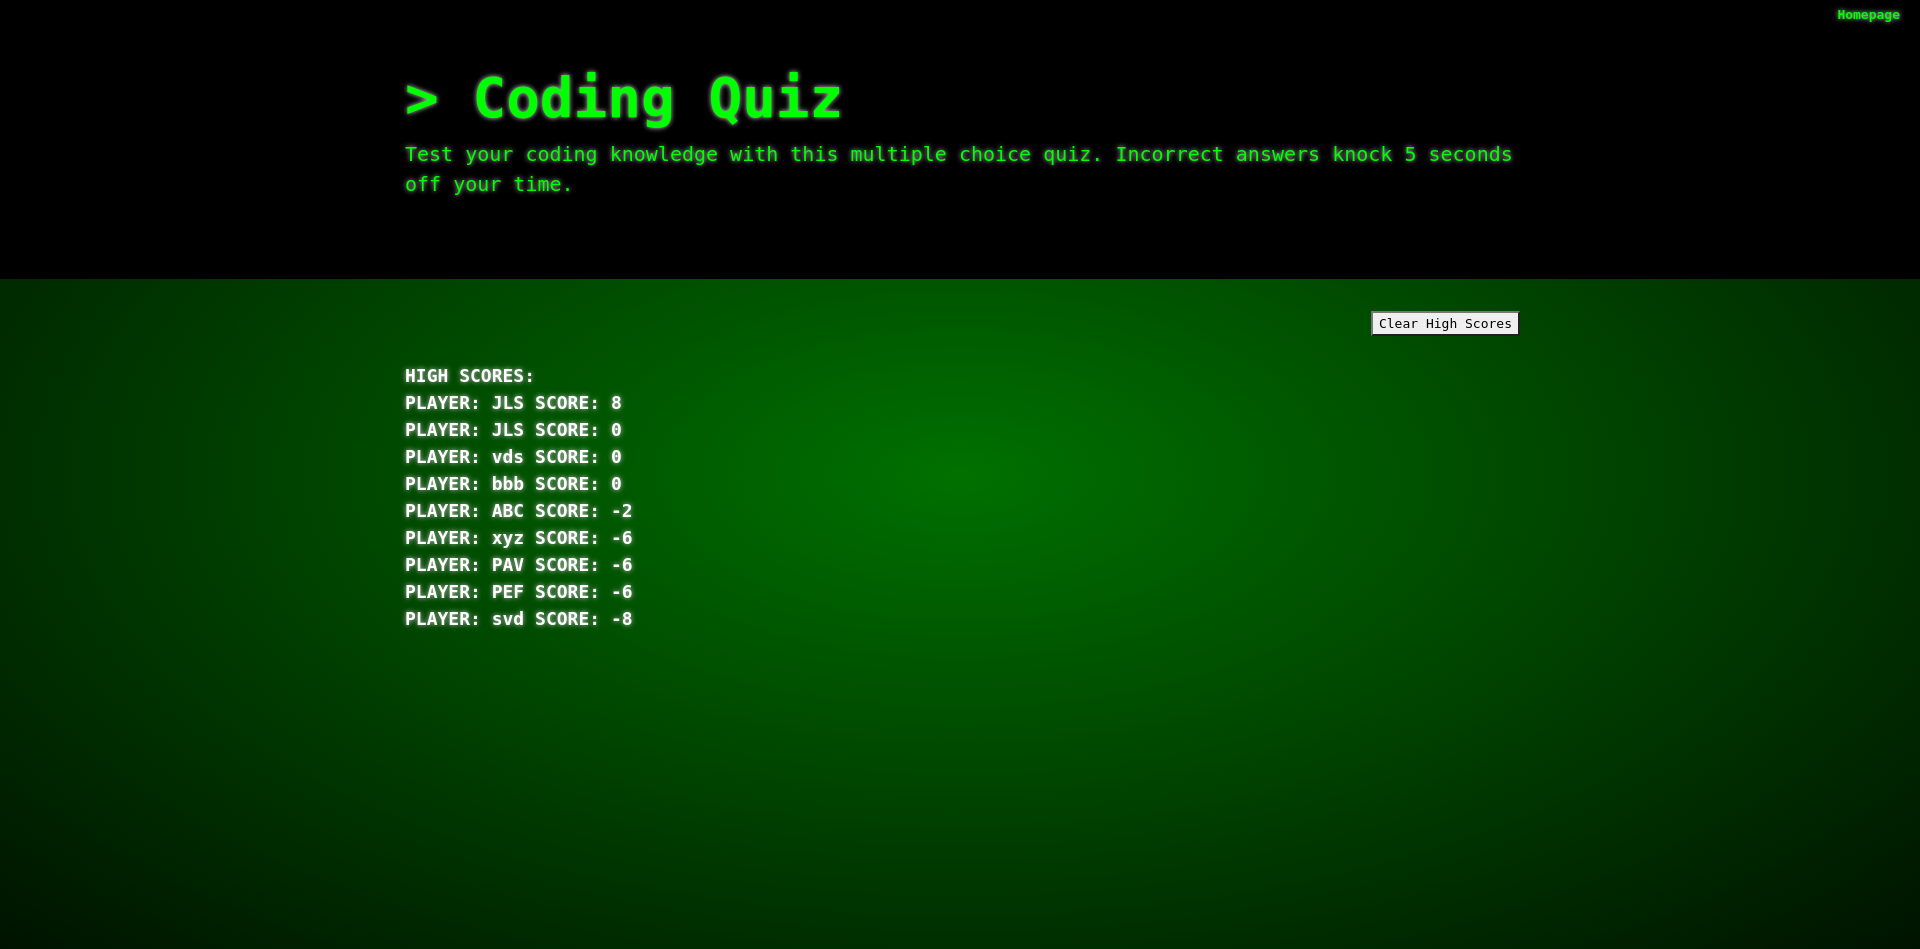 Homepage
> Coding Quiz
Test your coding knowledge with this multiple choice quiz. Incorrect answers knock 5 seconds
off your time.
Clear High Scores
HIGH SCORES:
PLAYER: JLS SCORE: 8
PLAYER: JLS SCORE: 0
PLAYER: vds SCORE: 0
PLAYER: bbb SCORE: 0
PLAYER: ABC SCORE: -2
PLAYER: xyz SCORE: -6
PLAYER: PAV SCORE: -6
PLAYER: PEF SCORE: -6
PLAYER: svd SCORE: -8